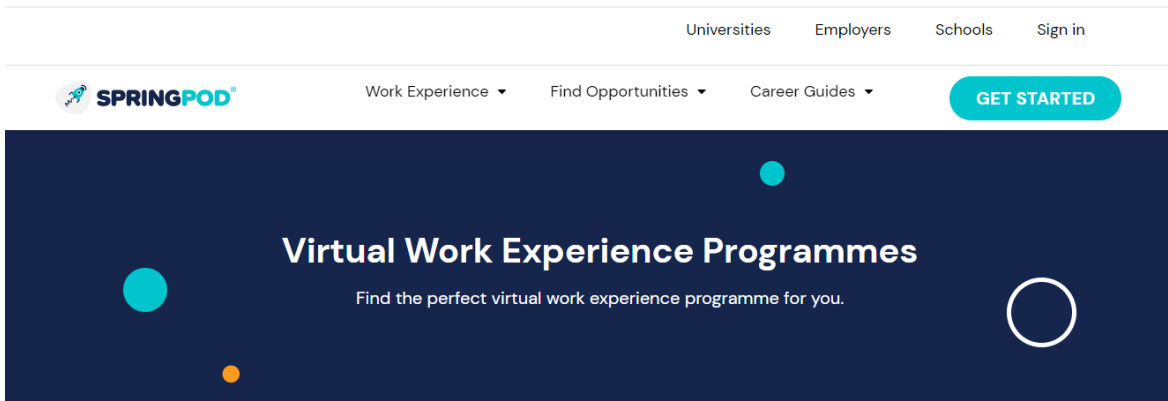 Universities Employers Schools Sign in
SPRINGPOD® Work Experience Find Opportunities Career Guides GET STARTED
Virtual Work Experience Programmes
Find the perfect virtual work experience programme for you.